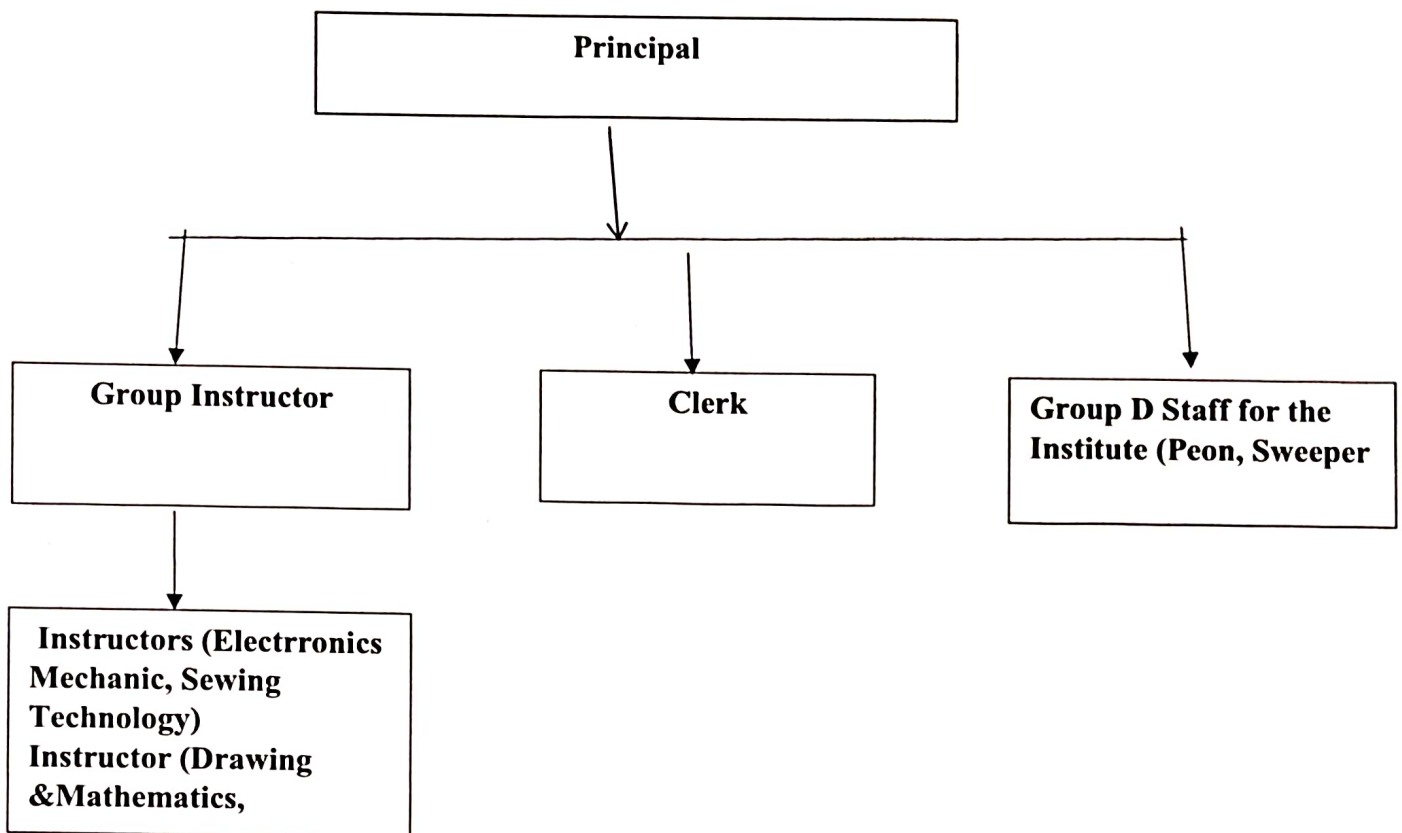 Principal
Group Instructor
Clerk
Group D Staff for the
Institute (Peon, Sweeper
Instructors (Electrronics
Mechanic, Sewing
Technology)
Instructor (Drawing
&Mathematics,